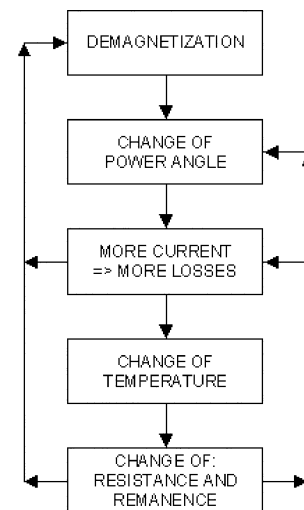 DEMAGNETIZATION
CHANGE OF
POWER ANGLE
MORE CURRENT
=> MORE LOSSES
CHANGE OF
TEMPERATURE
CHANGE OF:
RESISTANCE AND
REMANENCE